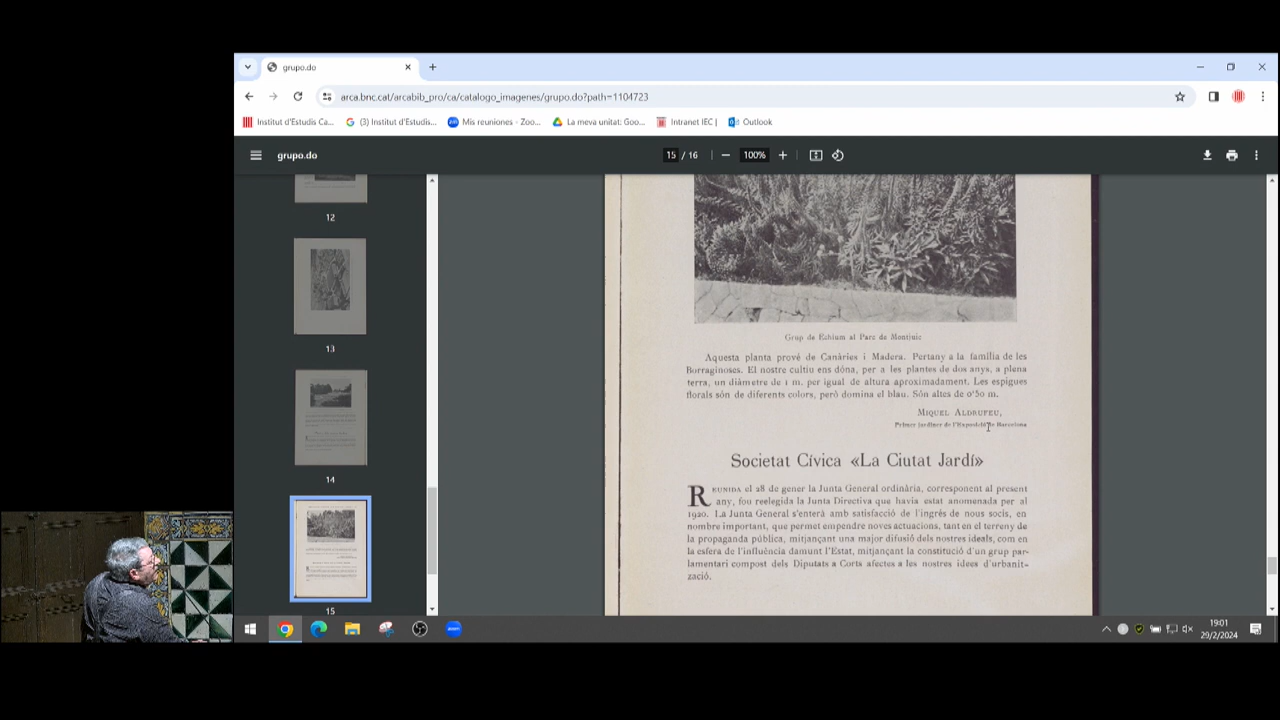 grupo.do
arca.bnc.cat/arcabib_pro/ca/catalogo_imagenes/grupo.do?path=1104723
Institut d'Estudis Ca... (3) Institut d'Estudis... Mis reuniones - Zoo... La meva unitat: Goo... Intranet IEC | Outlook
grupo.do 15 / 16 100%
12
13
14
15
Grup de Echium al Parc de Montjuic
Aquesta planta prové de Canàries i Madera. Pertany a la família de les
Borraginoses. El nostre cultiu ens dóna, per a les plantes de dos anys, a plena
terra, un diàmetre de 1 m. per igual de altura aproximadament. Les espigues
florals són de diferents colors, però domina el blau. Són altes de 0'50 m.
MIQUEL ALDRUFEU,
Primer jardiner de l'Exposició de Barcelona
Societat Cívica «La Ciutat Jardí»
REUNIDA el 28 de gener la Junta General ordinària, corresponent al present
any, fou reelegida la Junta Directiva que havia estat anomenada per al
1920. La Junta General s'enterà amb satisfacció de l'ingrés de nous socis, en
nombre important, que permet empendre noves actuacions, tant en el terreny de
la propaganda pública, mitjançant una major difusió dels nostres ideals, com en
la esfera de l'influència damunt l'Estat, mitjançant la constitució d'un grup par-
lamentari compost dels Diputats a Corts afectes a les nostres idees d'urbanit-
zació.
zoom
19:01
29/2/2024